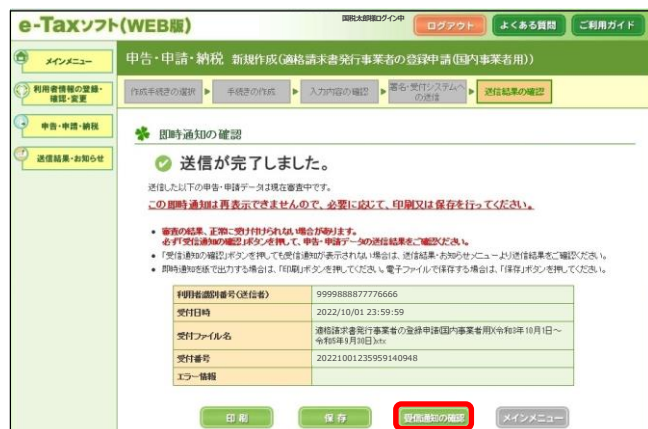 e-Taxソフト(WEB版)
国税太郎様ログイン中
ログアウト
よくある質問
ご利用ガイド
メインメニュー
利用者情報の登録・
確認・変更
申告・申請・納税
送信結果・お知らせ
申告・申請・納税 新規作成(適格請求書発行事業者の登録申請(国内事業者用))
作成手続きの選択
手続きの作成
入力内容の確認
署名・受付システムへ
の送信
送信結果の確認
即時通知の確認
送信が完了しました。
送信した以下の申告・申請データは現在審査中です。
この即時通知は再表示できませんので、必要に応じて、印刷又は保存を行ってください。
• 審査の結果、正常に受け付けられない場合があります。
必ず「受信通知の確認」ボタンを押して、申告・申請データの送信結果をご確認ください。
• 「受信通知の確認」ボタンを押しても受信通知が表示されない場合は、送信結果・お知らせメニューより送信結果をご確認ください。
• 即時通知を紙で出力する場合は、「印刷」ボタンを押してください。電子ファイルで保存する場合は、「保存」ボタンを押してください。
利用者識別番号(送信者) 9999888877776666
受付日時 2022/10/01 23:59:59
受付ファイル名 適格請求書発行事業者の登録申請(国内事業者用)(令和3年10月1日～
令和5年9月30日).xtx
受付番号 20221001235959140948
エラー情報
印刷
保存
受信通知の確認
メインメニュー